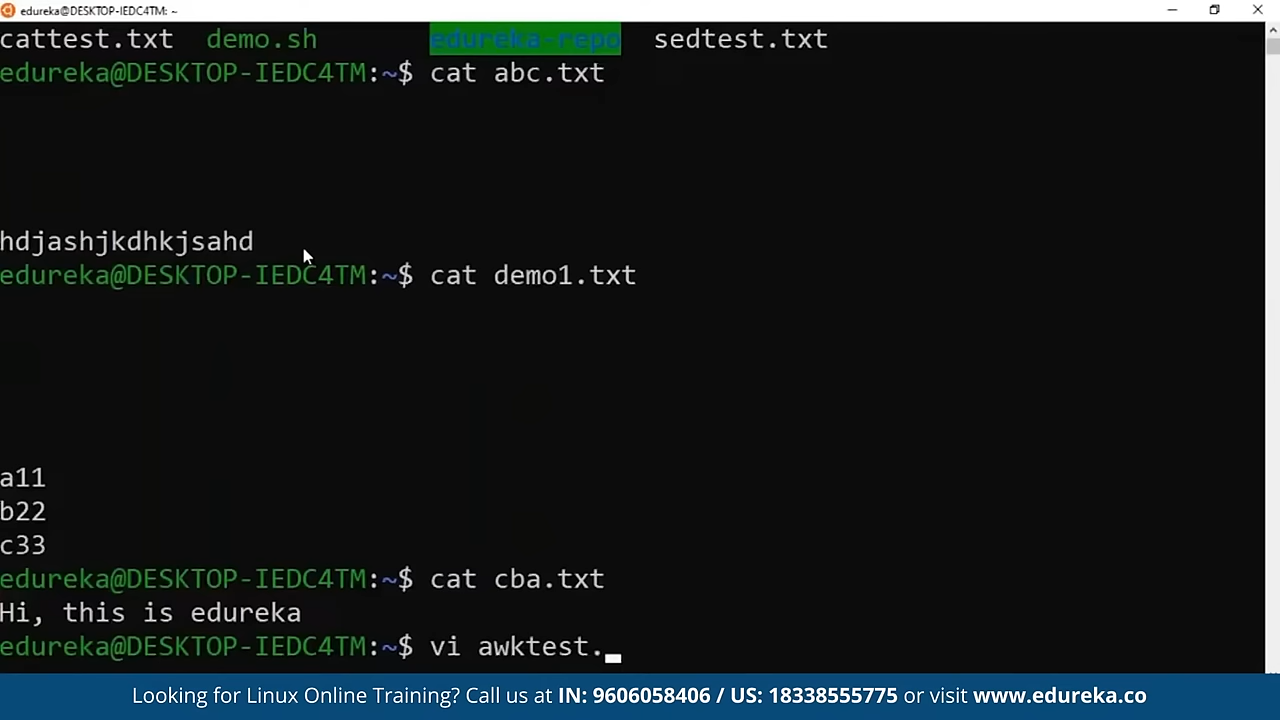 edureka@DESKTOP-IEDC4TM: ~
cattest.txt demo.sh edureka-repo sedtest.txt
edureka@DESKTOP-IEDC4TM:~$ cat abc.txt
hdjashjkdhkjsahd
edureka@DESKTOP-IEDC4TM:~$ cat demo1.txt
a11
b22
c33
edureka@DESKTOP-IEDC4TM:~$ cat cba.txt
Hi, this is edureka
edureka@DESKTOP-IEDC4TM:~$ vi awktest.
Looking for Linux Online Training? Call us at IN: 9606058406 / US: 18338555775 or visit www.edureka.co